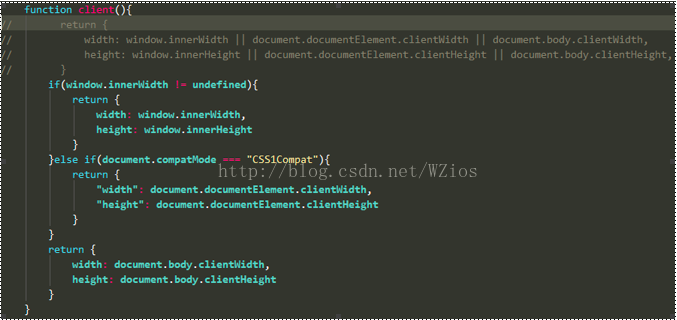 function client(){
//        return {
//            width: window.innerWidth || document.documentElement.clientWidth || document.body.clientWidth,
//            height: window.innerHeight || document.documentElement.clientHeight || document.body.clientHeight,
//        }
    if(window.innerWidth != undefined){
        return {
            width: window.innerWidth,
            height: window.innerHeight
        }
    }else if(document.compatMode === "CSS1Compat"){
http://blog.csdn.net/WZios
        return {
            "width": document.documentElement.clientWidth,
            "height": document.documentElement.clientHeight
        }
    }
    return {
        width: document.body.clientWidth,
        height: document.body.clientHeight
    }
}